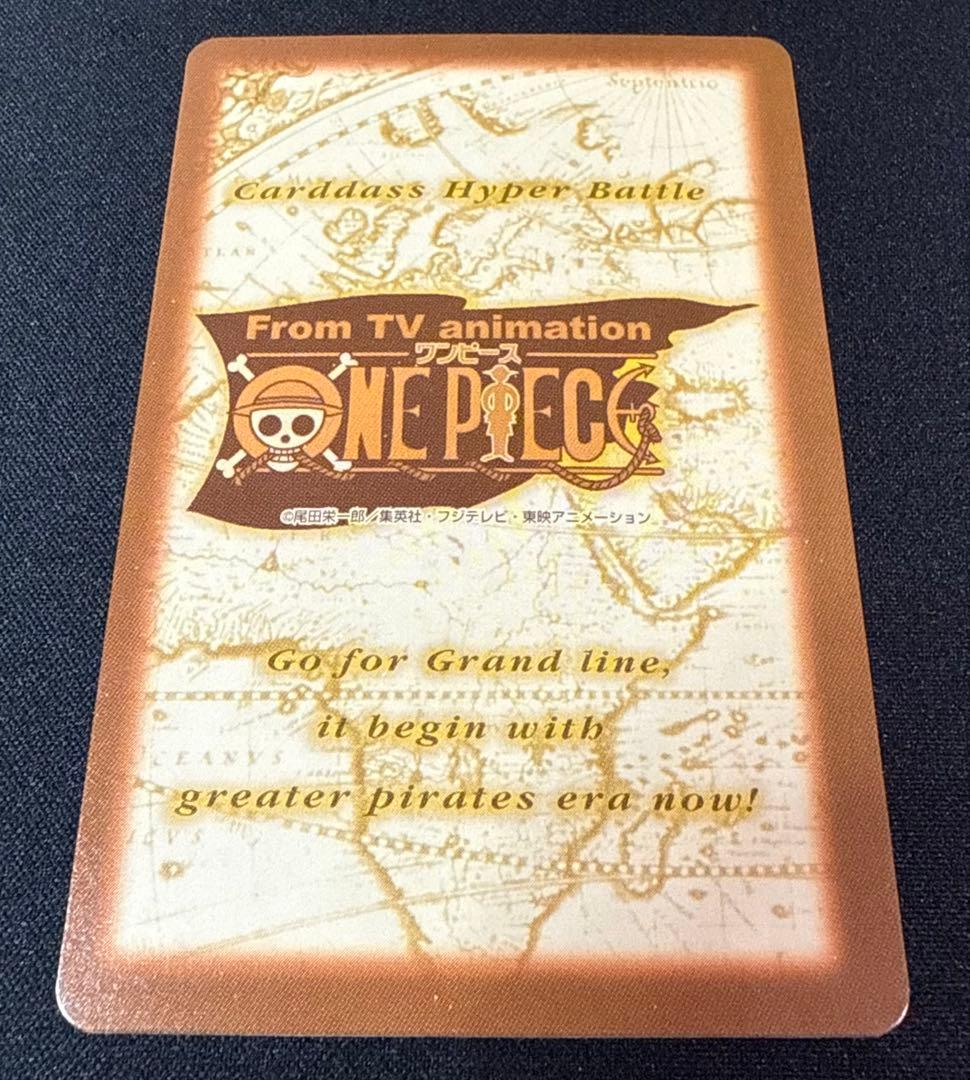 Septentrio
Carddass Hyper Battle
From TV animation
ワンピース
ONE PIECE
©尾田栄一郎／集英社・フジテレビ・東映アニメーション
Go for Grand line,
it begin with
OCEANVS
greater pirates era now!